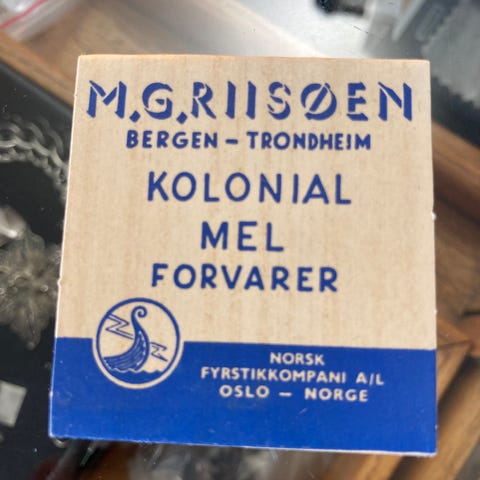 M.G.RIISØEN
BERGEN – TRONDHEIM
KOLONIAL
MEL
FORVARER
NORSK
FYRSTIKKOMPANI A/L
OSLO – NORGE